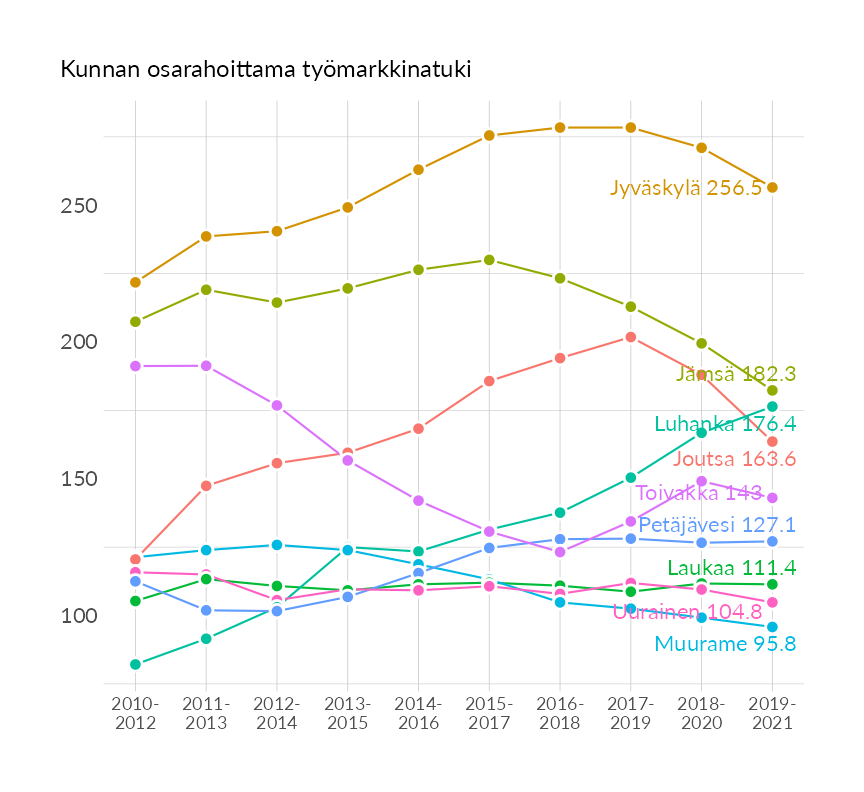 Kunnan osarahoittama työmarkkinatuki
250
200
150
100
Jyväskylä 256.5
Jämsä 182.3
Luhanka 176.4
Joutsa 163.6
Toivakka 143
Petäjävesi 127.1
Laukaa 111.4
Uurainen 104.8
Muurame 95.8
2010- 2011- 2012- 2013- 2014- 2015- 2016- 2017- 2018- 2019-
2012 2013 2014 2015 2016 2017 2018 2019 2020 2021